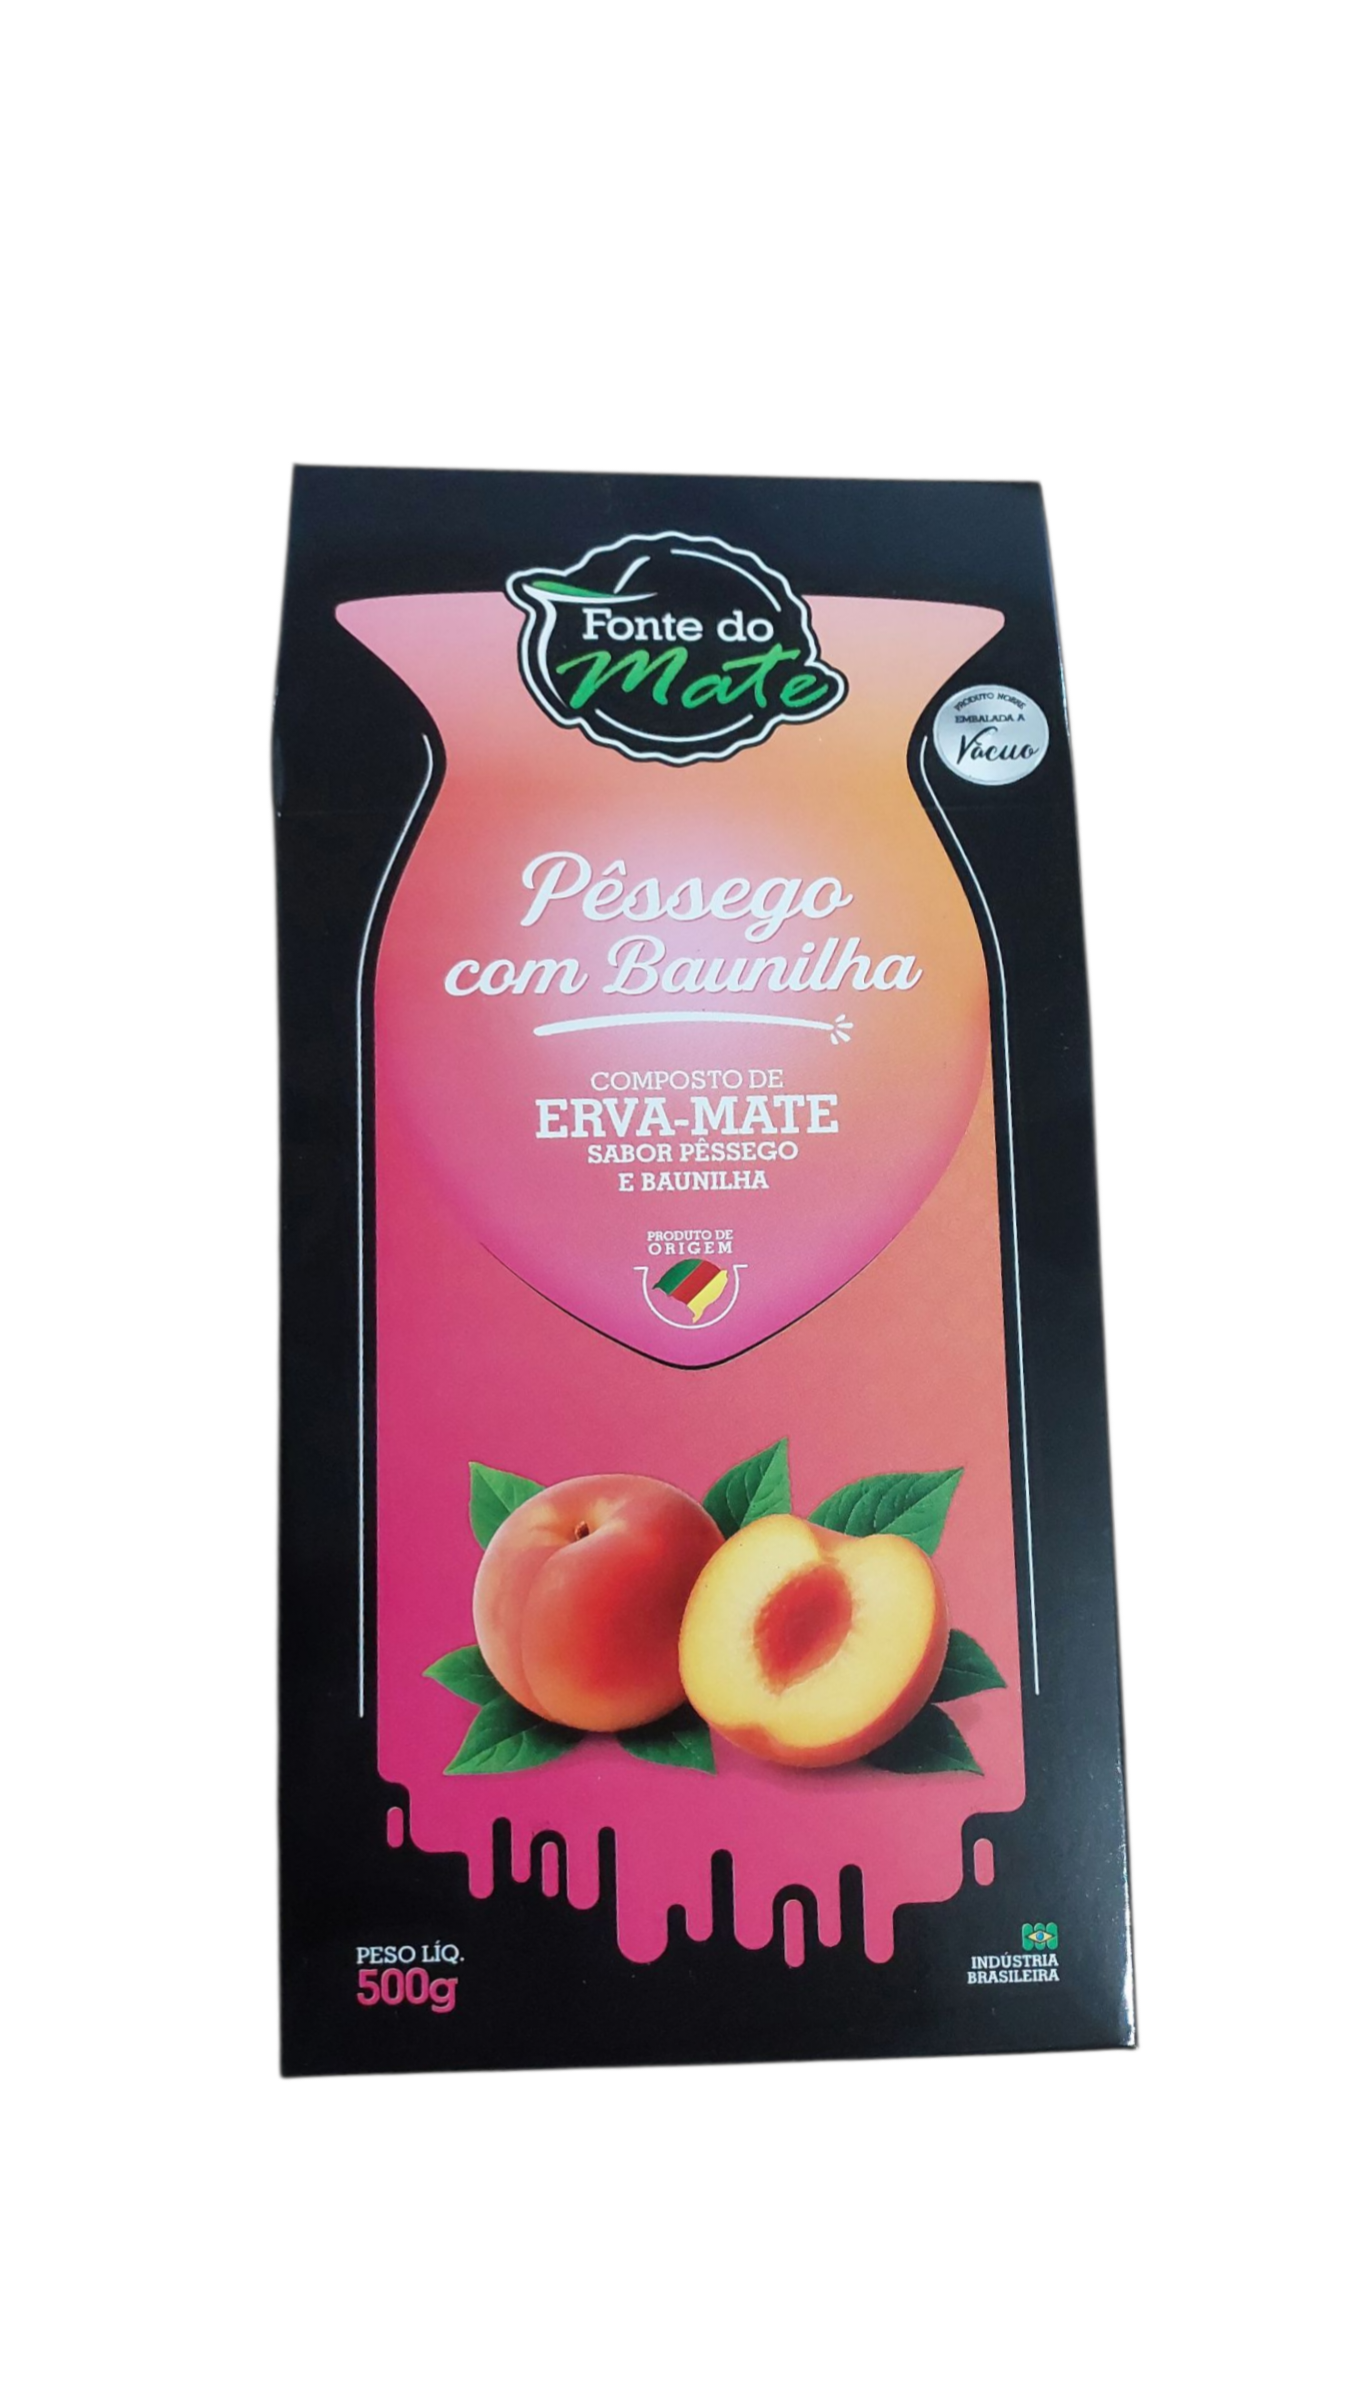 Fonte do
Mate
PRODUTO NOBRE
EMBALADA A
Vácuo
Pêssego
com Baunilha
COMPOSTO DE
ERVA-MATE
SABOR PÊSSEGO
E BAUNILHA
PRODUTO DE
ORIGEM
PESO LÍQ.
500g
INDÚSTRIA
BRASILEIRA